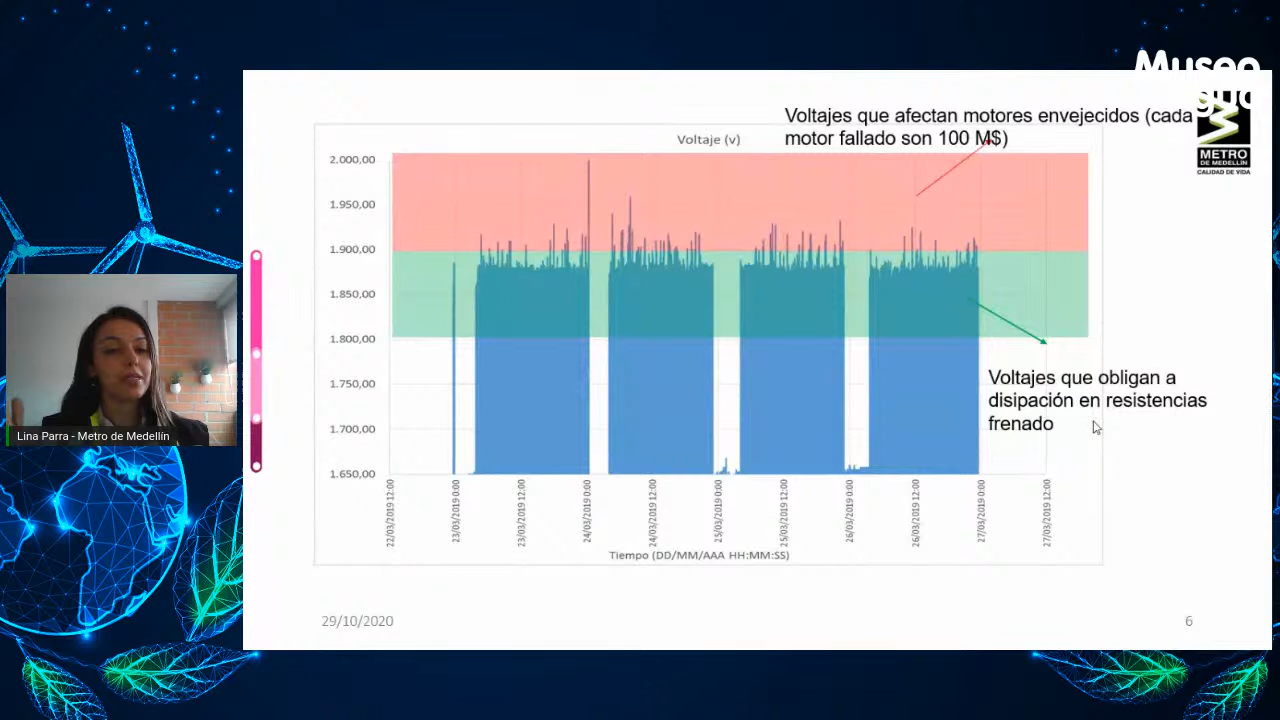 Museo
Voltajes que afectan motores envejecidos (cada
motor fallado son 100 M$)
METRO
DE MEDELLÍN
CALIDAD DE VIDA
Voltaje (v)
2.000,00
1.950,00
1.900,00
1.850,00
1.800,00
1.750,00
1.700,00
1.650,00
Voltajes que obligan a
disipación en resistencias
frenado
22/03/2019 12:00
23/03/2019 0:00
23/03/2019 12:00
24/03/2019 0:00
24/03/2019 12:00
25/03/2019 0:00
25/03/2019 12:00
26/03/2019 0:00
26/03/2019 12:00
27/03/2019 0:00
27/03/2019 12:00
Tiempo (DD/MM/AAA HH:MM:SS)
Lina Parra - Metro de Medellín
29/10/2020
6